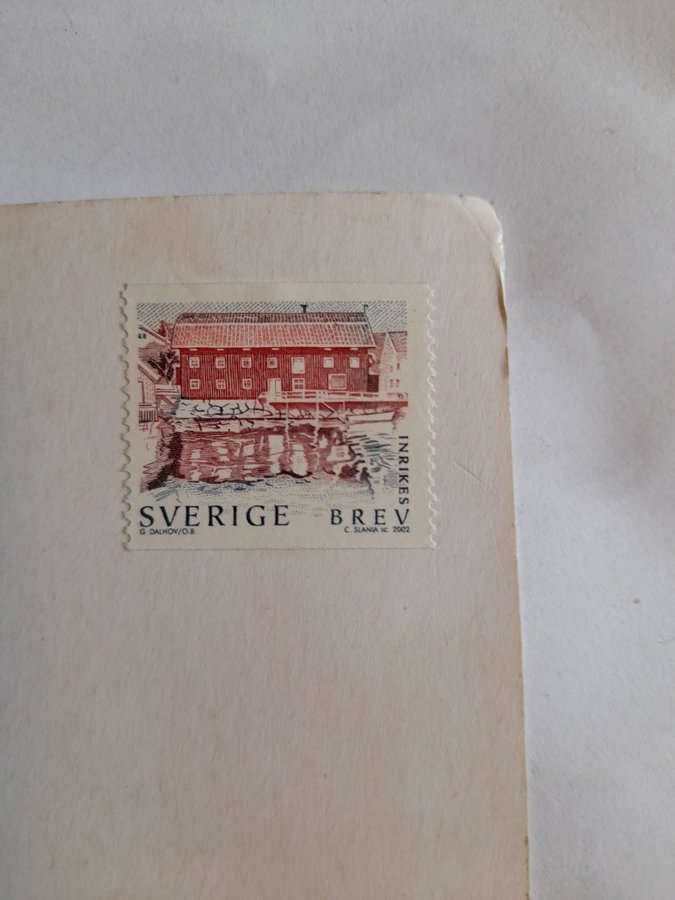 INRIKES
SVERIGE BREV
G. DALHOV/O.B. C. SLANIA sc. 2002